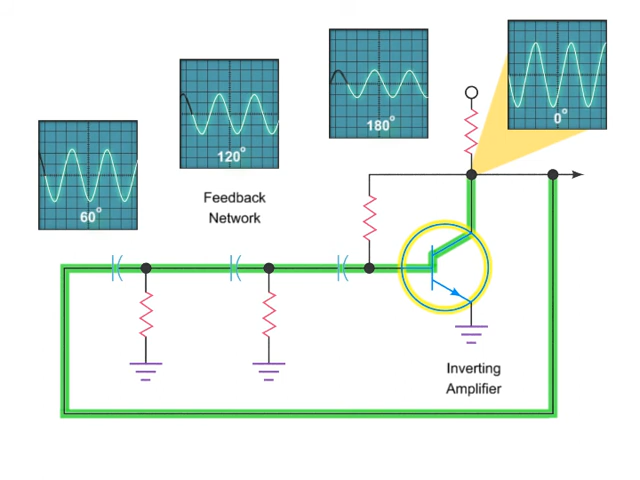 0°
180°
120°
60°
Feedback
Network
Inverting
Amplifier